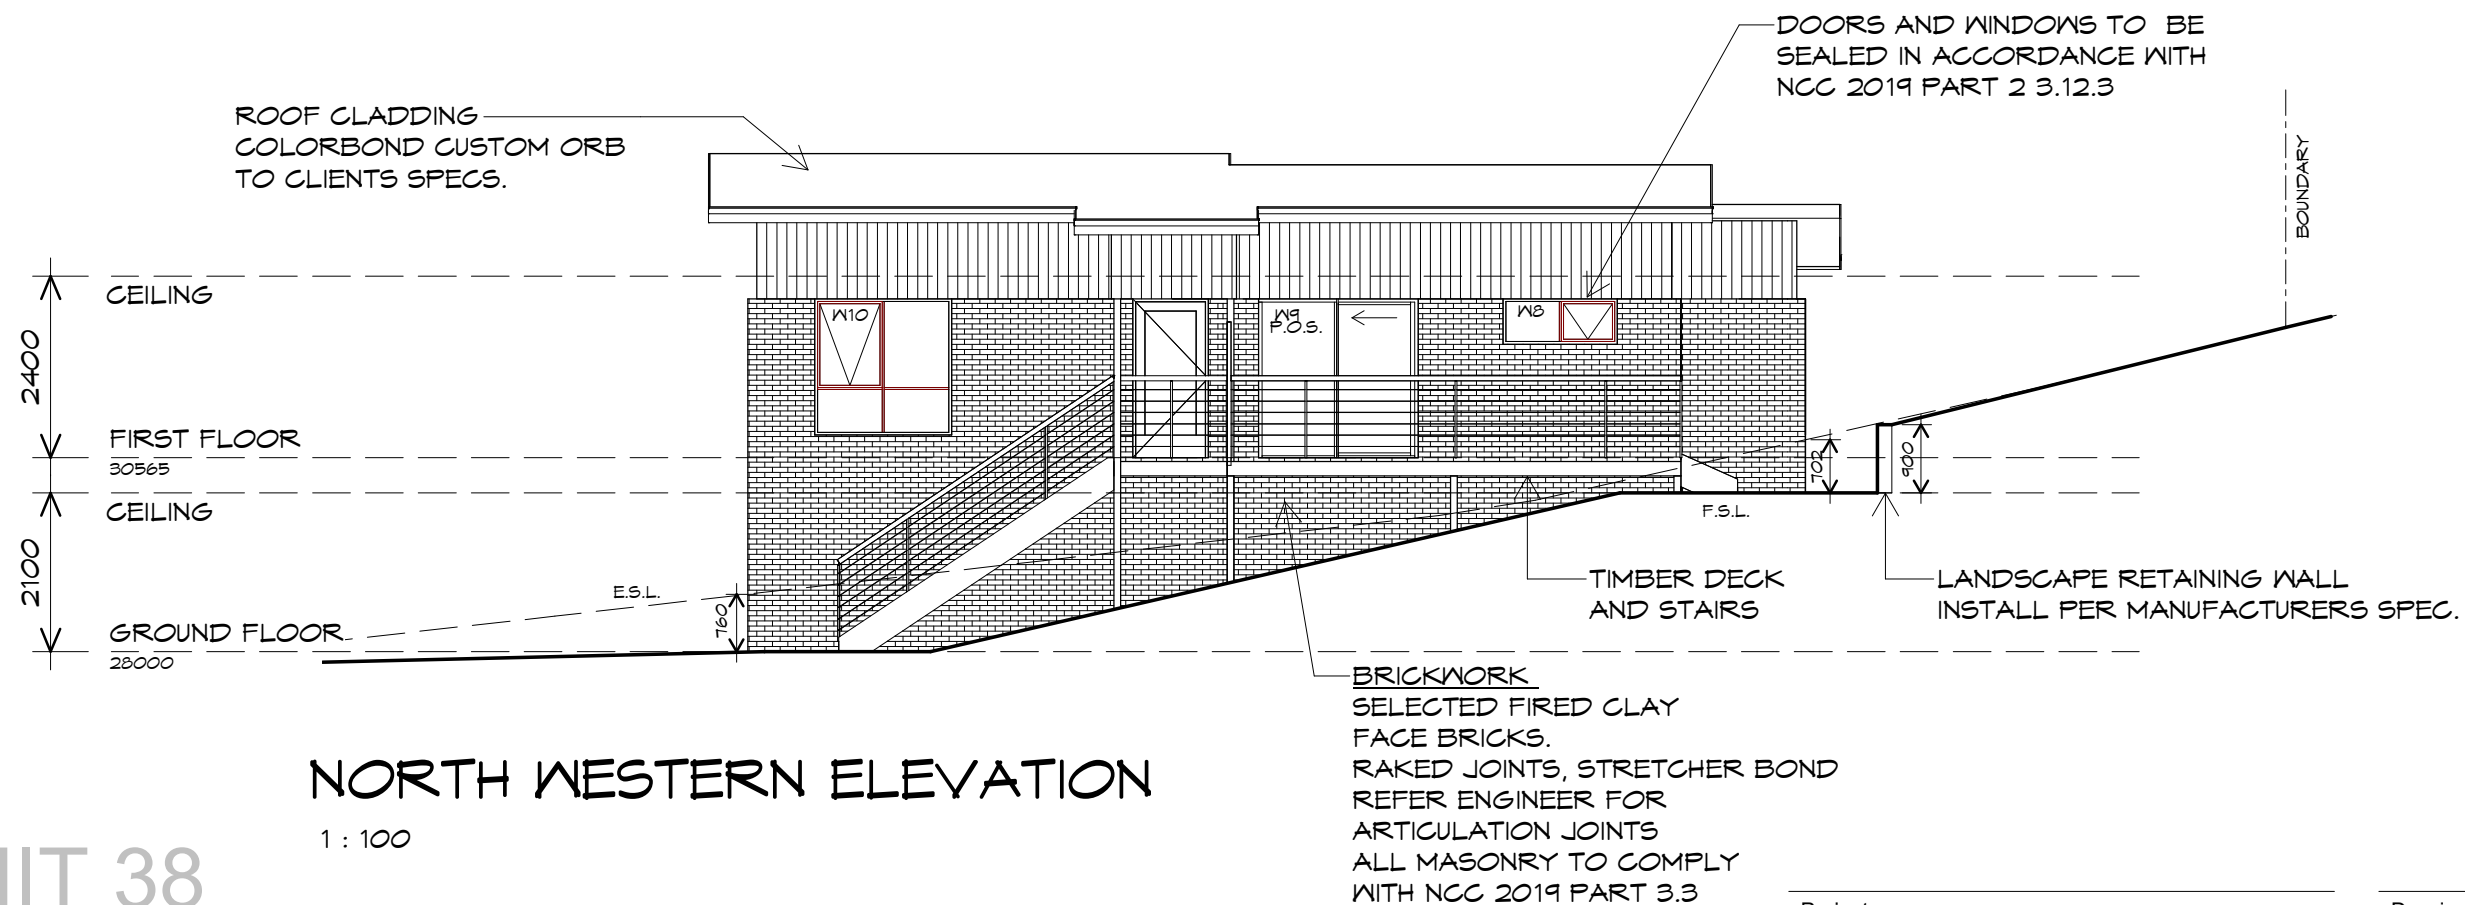 DOORS AND WINDOWS TO BE
SEALED IN ACCORDANCE WITH
NCC 2019 PART 2 3.12.3
ROOF CLADDING
COLORBOND CUSTOM ORB
TO CLIENTS SPECS.
BOUNDARY
CEILING
2400
W10
W9
P.O.S.
W8
FIRST FLOOR
30565
702
900
CEILING
F.S.L.
2100
E.S.L.
760
TIMBER DECK
AND STAIRS
LANDSCAPE RETAINING WALL
INSTALL PER MANUFACTURERS SPEC.
GROUND FLOOR
28000
BRICKWORK
SELECTED FIRED CLAY
FACE BRICKS.
RAKED JOINTS, STRETCHER BOND
REFER ENGINEER FOR
ARTICULATION JOINTS
ALL MASONRY TO COMPLY
WITH NCC 2019 PART 3.3
NORTH WESTERN ELEVATION
1 : 100
IIT 38